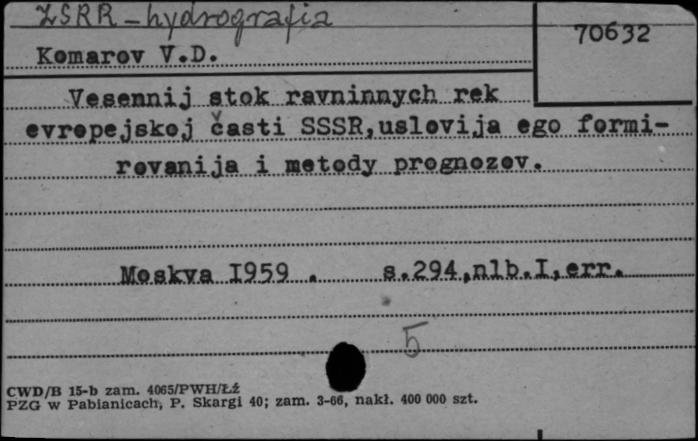 ZSRR - hydrografia
70632
Komarov V.D.
Vesennij stok ravninnych rek
evropejskoj časti SSSR,uslovija ego formi-
rovanija i metody prognozov.
Moskva I959 . s.294,nlb.I,err.
5
CWD/B 15-b zam. 4065/PWH/Łź
PZG w Pabianicach, P. Skargi 40; zam. 3-66, nakł. 400 000 szt.